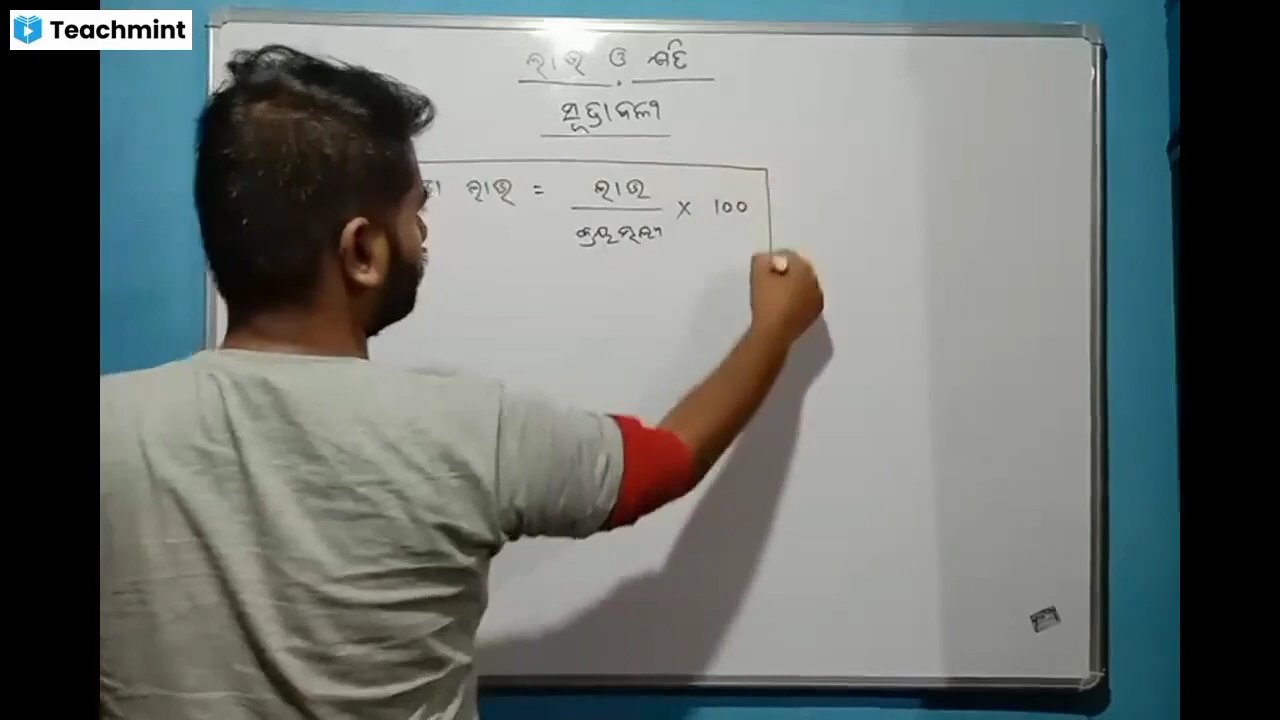 Teachmint
ଲାଭ ଓ କ୍ଷତି
ସୂତ୍ରାବଳୀ
ଲାଭ = ଲାଭ / କ୍ରୟମୂଲ୍ୟ × 100